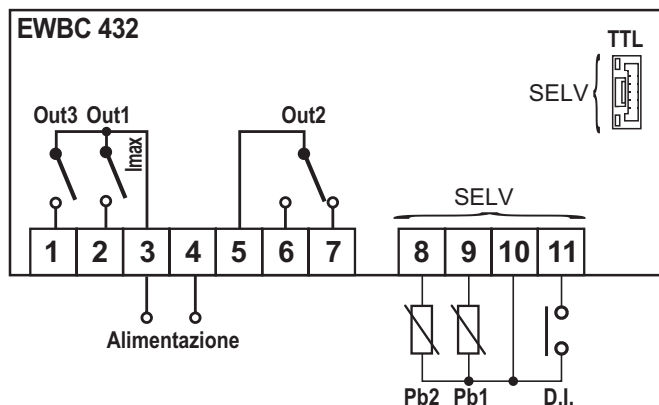 EWBC 432
TTL
SELV
Out3 Out1
Imax
Out2
SELV
1 2 3 4 5 6 7 8 9 10 11
Alimentazione
Pb2 Pb1 D.I.